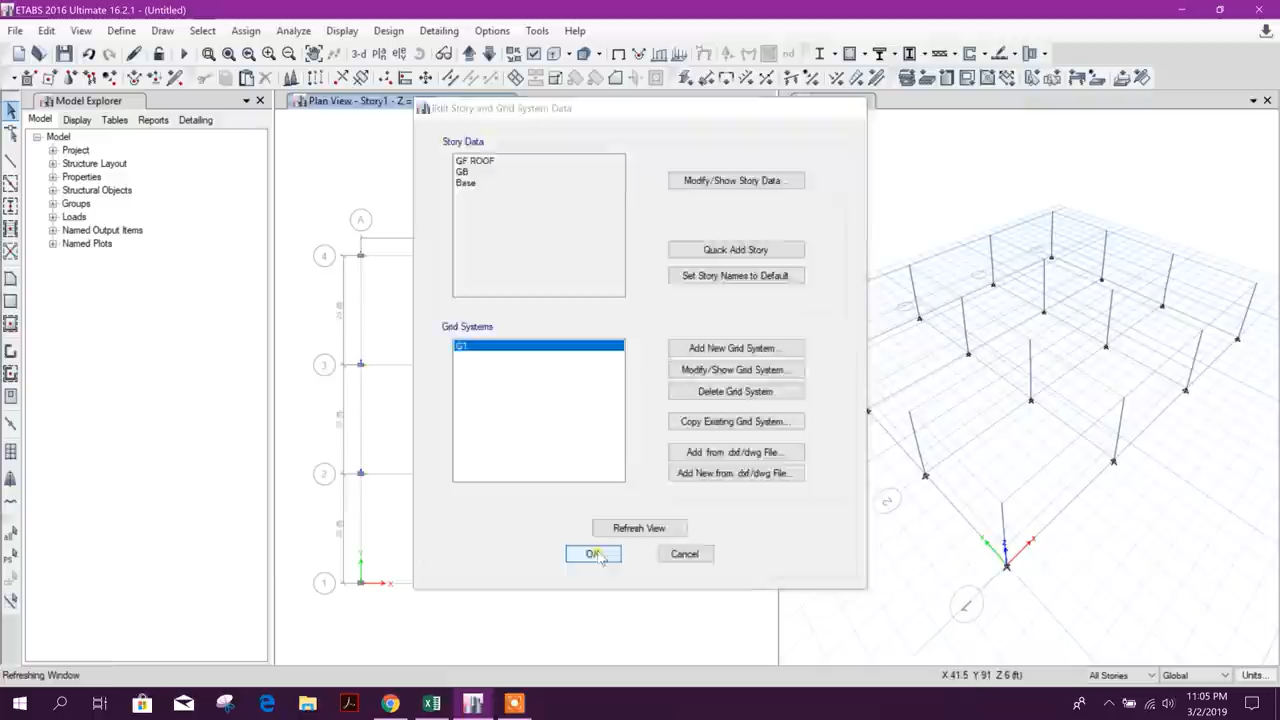 ETABS 2016 Ultimate 16.2.1 - (Untitled)
File Edit View Define Draw Select Assign Analyze Display Design Detailing Options Tools Help
Model Explorer
Model Display Tables Reports Detailing
Model
Project
Structure Layout
Properties
Structural Objects
Groups
Loads
Named Output Items
Named Plots
Plan View - Story1 - Z =
A
4
3
2
1
Y
X
Edit Story and Grid System Data
Story Data
GF ROOF
GB
Base
Modify/Show Story Data...
Quick Add Story
Set Story Names to Default
Grid Systems
G1
Add New Grid System...
Modify/Show Grid System...
Delete Grid System
Copy Existing Grid System...
Add from .dxf/dwg File...
Add New from .dxf/dwg File...
Refresh View
OK
Cancel
Z
X
Refreshing Window
X 41.5 Y 91 Z 6 (ft)
All Stories
Global
Units...
11:05 PM
3/2/2019